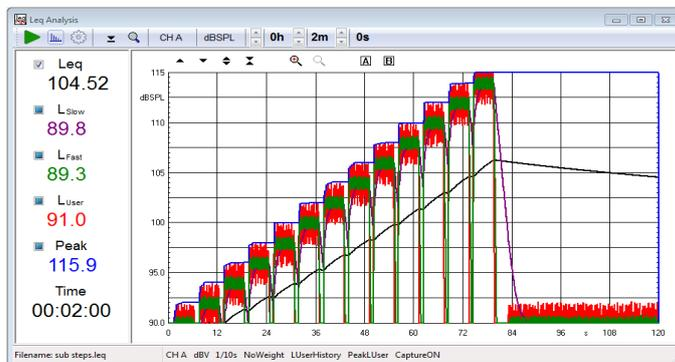 Leq Analysis
CH A dBSPL 0h 2m 0s
Leq
104.52
LSlow
89.8
LFast
89.3
LUser
91.0
Peak
115.9
Time
00:02:00
A B
115
dBSPL
110
105
100
95.0
90.0
0 12 24 36 48 60 72 84 96 s 108 120
Filename: sub steps.leq CH A dBV 1/10s NoWeight LUserHistory PeakLUser CaptureON